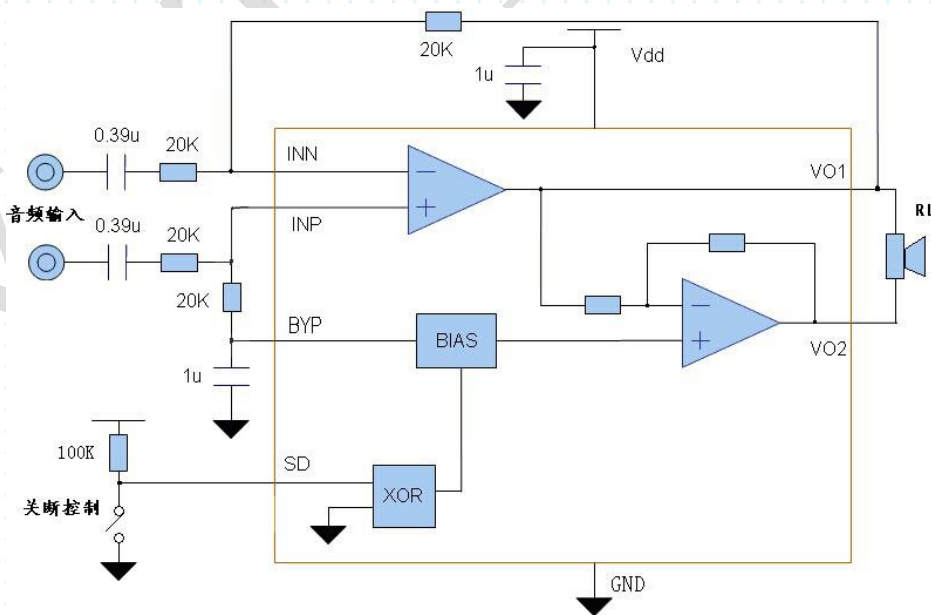 20K
Vdd
1u
0.39u
20K
INN
VO1
音频输入
INP
RL
0.39u
20K
20K
BYP
BIAS
VO2
1u
100K
SD
XOR
关断控制
GND